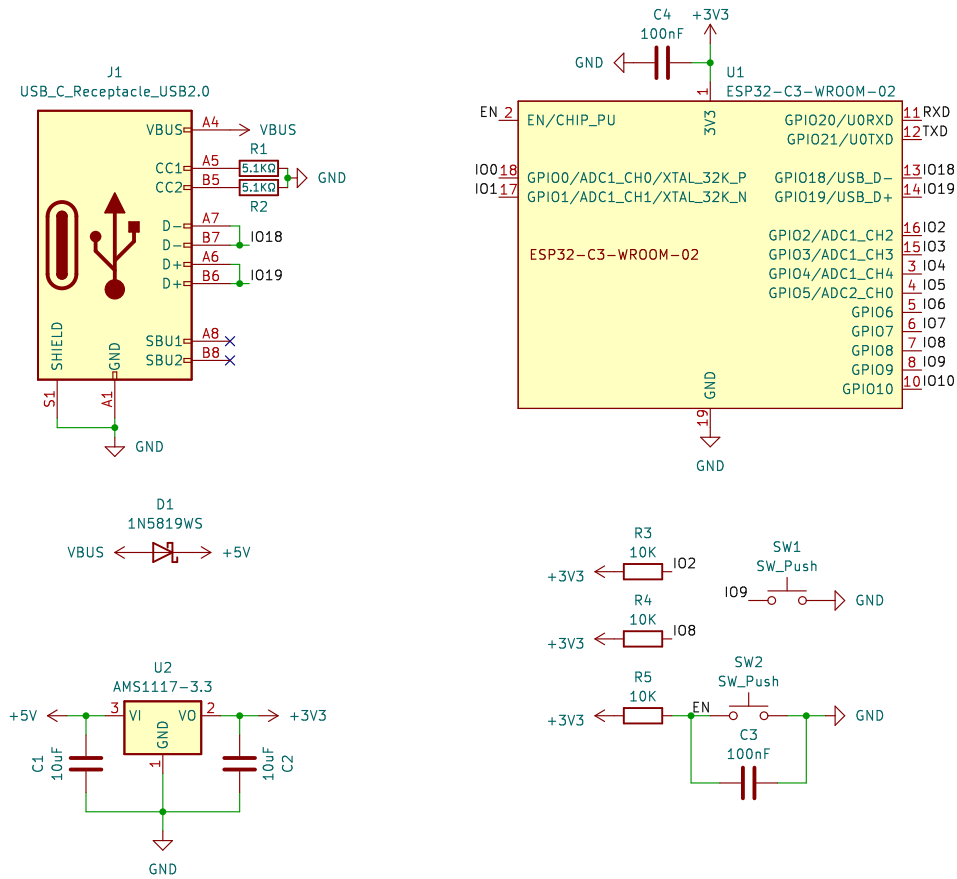 C4
+3V3
100nF
GND
J1
USB_C_Receptacle_USB2.0
VBUS
A4
VBUS
CC1
A5
R1
5.1KΩ
CC2
B5
5.1KΩ
R2
GND
D-
A7
D-
B7
IO18
D+
A6
D+
B6
IO19
SBU1
A8
SBU2
B8
SHIELD
GND
S1
A1
GND
U1
ESP32-C3-WROOM-02
1
3V3
EN
2
EN/CHIP_PU
IO0
18
GPIO0/ADC1_CH0/XTAL_32K_P
IO1
17
GPIO1/ADC1_CH1/XTAL_32K_N
ESP32-C3-WROOM-02
GPIO20/U0RXD
11
RXD
GPIO21/U0TXD
12
TXD
GPIO18/USB_D-
13
IO18
GPIO19/USB_D+
14
IO19
GPIO2/ADC1_CH2
16
IO2
GPIO3/ADC1_CH3
15
IO3
GPIO4/ADC1_CH4
3
IO4
GPIO5/ADC2_CH0
4
IO5
GPIO6
5
IO6
GPIO7
6
IO7
GPIO8
7
IO8
GPIO9
8
IO9
GPIO10
10
IO10
GND
19
GND
D1
1N5819WS
VBUS
+5V
R3
10K
+3V3
IO2
R4
10K
+3V3
IO8
R5
10K
+3V3
EN
SW1
SW_Push
IO9
GND
SW2
SW_Push
GND
C3
100nF
U2
AMS1117-3.3
+5V
3
VI
VO
2
+3V3
GND
1
C1
10uF
10uF
C2
GND